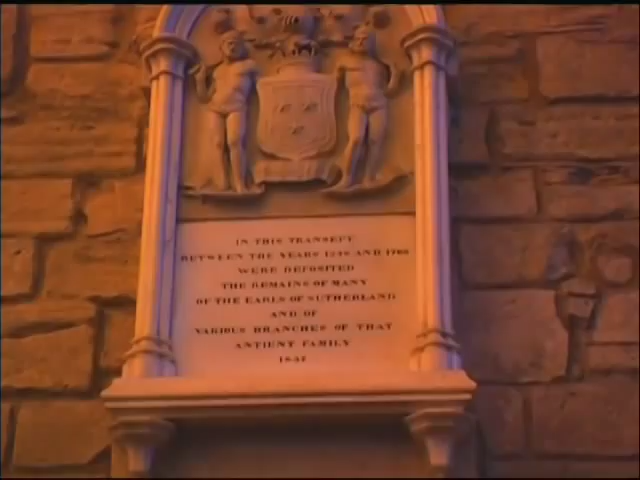 IN THIS TRANSEPT
BETWEEN THE YEARS AND
WERE DEPOSITED
THE REMAINS OF MANY
OF THE EARLS OF SUTHERLAND
AND OF
VARIOUS BRANCHES OF THAT
ANTIENT FAMILY